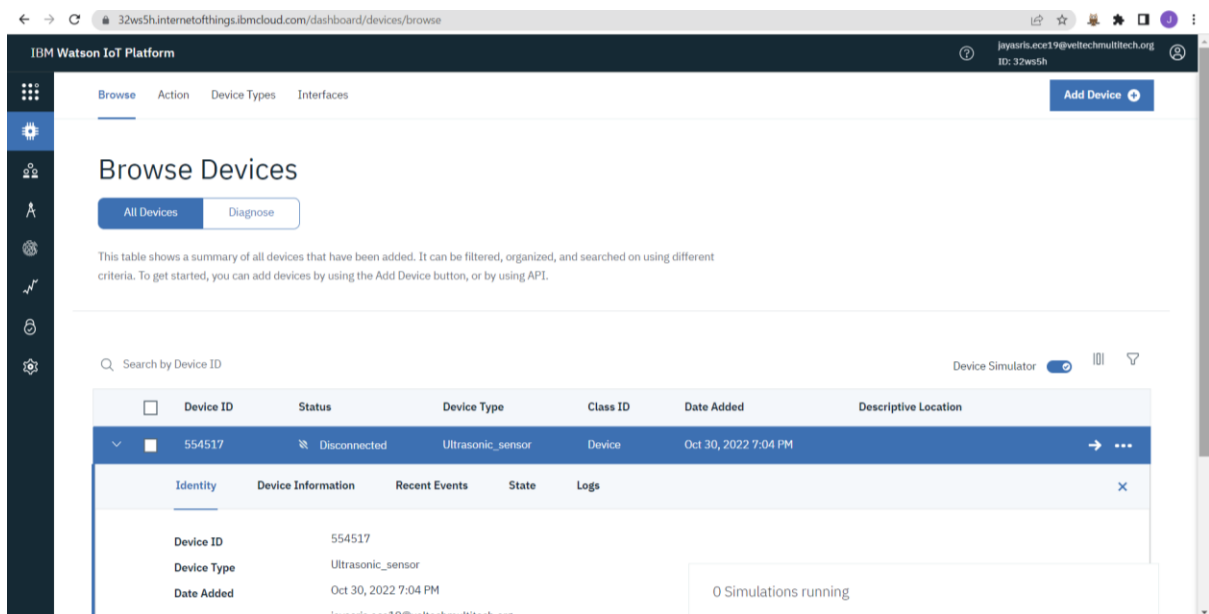 32ws5h.internetofthings.ibmcloud.com/dashboard/devices/browse
J
IBM Watson IoT Platform
jayasris.ece19@veltechmultitech.org
ID: 32ws5h
Browse Action Device Types Interfaces
Add Device
Browse Devices
All Devices Diagnose
This table shows a summary of all devices that have been added. It can be filtered, organized, and searched on using different
criteria. To get started, you can add devices by using the Add Device button, or by using API.
Search by Device ID
Device Simulator
Device ID Status Device Type Class ID Date Added Descriptive Location
554517 Disconnected Ultrasonic_sensor Device Oct 30, 2022 7:04 PM
Identity Device Information Recent Events State Logs
Device ID 554517
Device Type Ultrasonic_sensor
Date Added Oct 30, 2022 7:04 PM
0 Simulations running